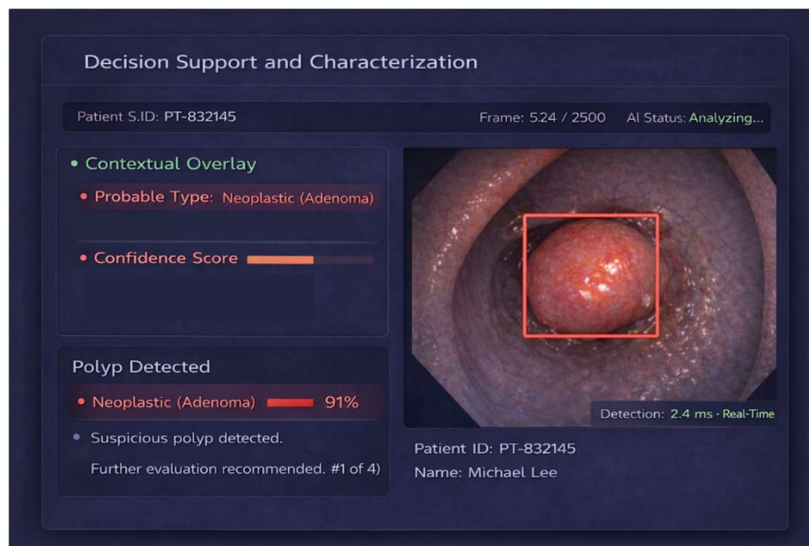 Decision Support and Characterization
Patient S.ID: PT-832145
Frame: 5.24 / 2500 AI Status: Analyzing...
• Contextual Overlay
• Probable Type: Neoplastic (Adenoma)
• Confidence Score
Polyp Detected
• Neoplastic (Adenoma) 91%
• Suspicious polyp detected.
Further evaluation recommended. #1 of 4)
Detection: 2.4 ms · Real-Time
Patient ID: PT-832145
Name: Michael Lee